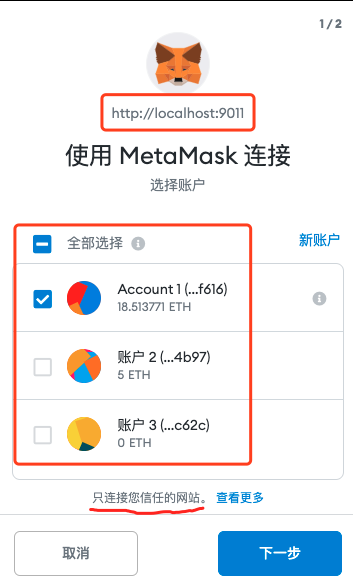 1 / 2
http://localhost:9011
使用 MetaMask 连接
选择账户
全部选择
新账户
Account 1 (...f616)
18.513771 ETH
账户 2 (...4b97)
5 ETH
账户 3 (...c62c)
0 ETH
只连接您信任的网站。 查看更多
取消 下一步